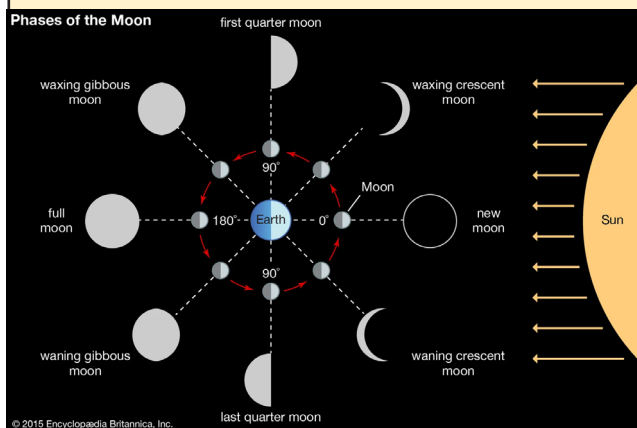 Phases of the Moon
first quarter moon
waxing gibbous
moon
waxing crescent
moon
90°
Moon
full
moon
180°
Earth
0°
new
moon
Sun
90°
waning gibbous
moon
waning crescent
moon
last quarter moon
© 2015 Encyclopædia Britannica, Inc.